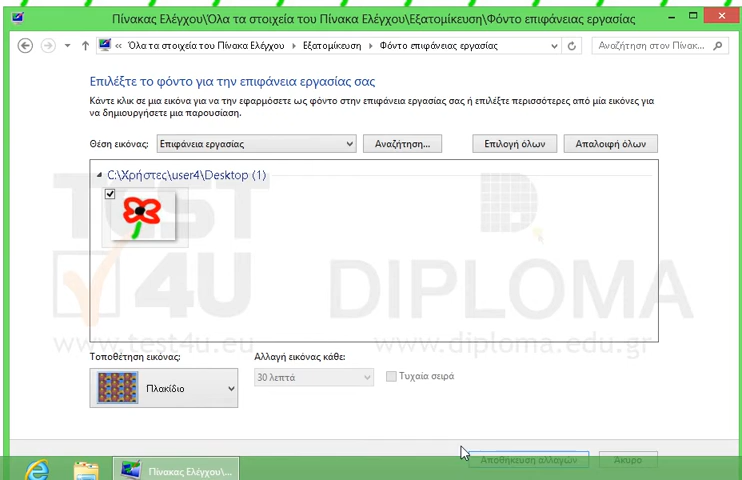 Πίνακας Ελέγχου\Όλα τα στοιχεία του Πίνακα Ελέγχου\Εξατομίκευση\Φόντο επιφάνειας εργασίας
Όλα τα στοιχεία του Πίνακα Ελέγχου Εξατομίκευση Φόντο επιφάνειας εργασίας
Αναζήτηση στον Πίνακ...
Επιλέξτε το φόντο για την επιφάνεια εργασίας σας
Κάντε κλικ σε μια εικόνα για να την εφαρμόσετε ως φόντο στην επιφάνεια εργασίας σας ή επιλέξτε περισσότερες από μία εικόνες για
να δημιουργήσετε μια παρουσίαση.
Θέση εικόνας: Επιφάνεια εργασίας Αναζήτηση... Επιλογή όλων Απαλοιφή όλων
C:\Χρήστες\user4\Desktop (1)
TEST
4U
DIPLOMA
www.test4u.eu
www.diploma.edu.gr
Τοποθέτηση εικόνας: Αλλαγή εικόνας κάθε:
Πλακίδιο
30 λεπτά
Τυχαία σειρά
Αποθήκευση αλλαγών Άκυρο
Πίνακας Ελέγχου\...